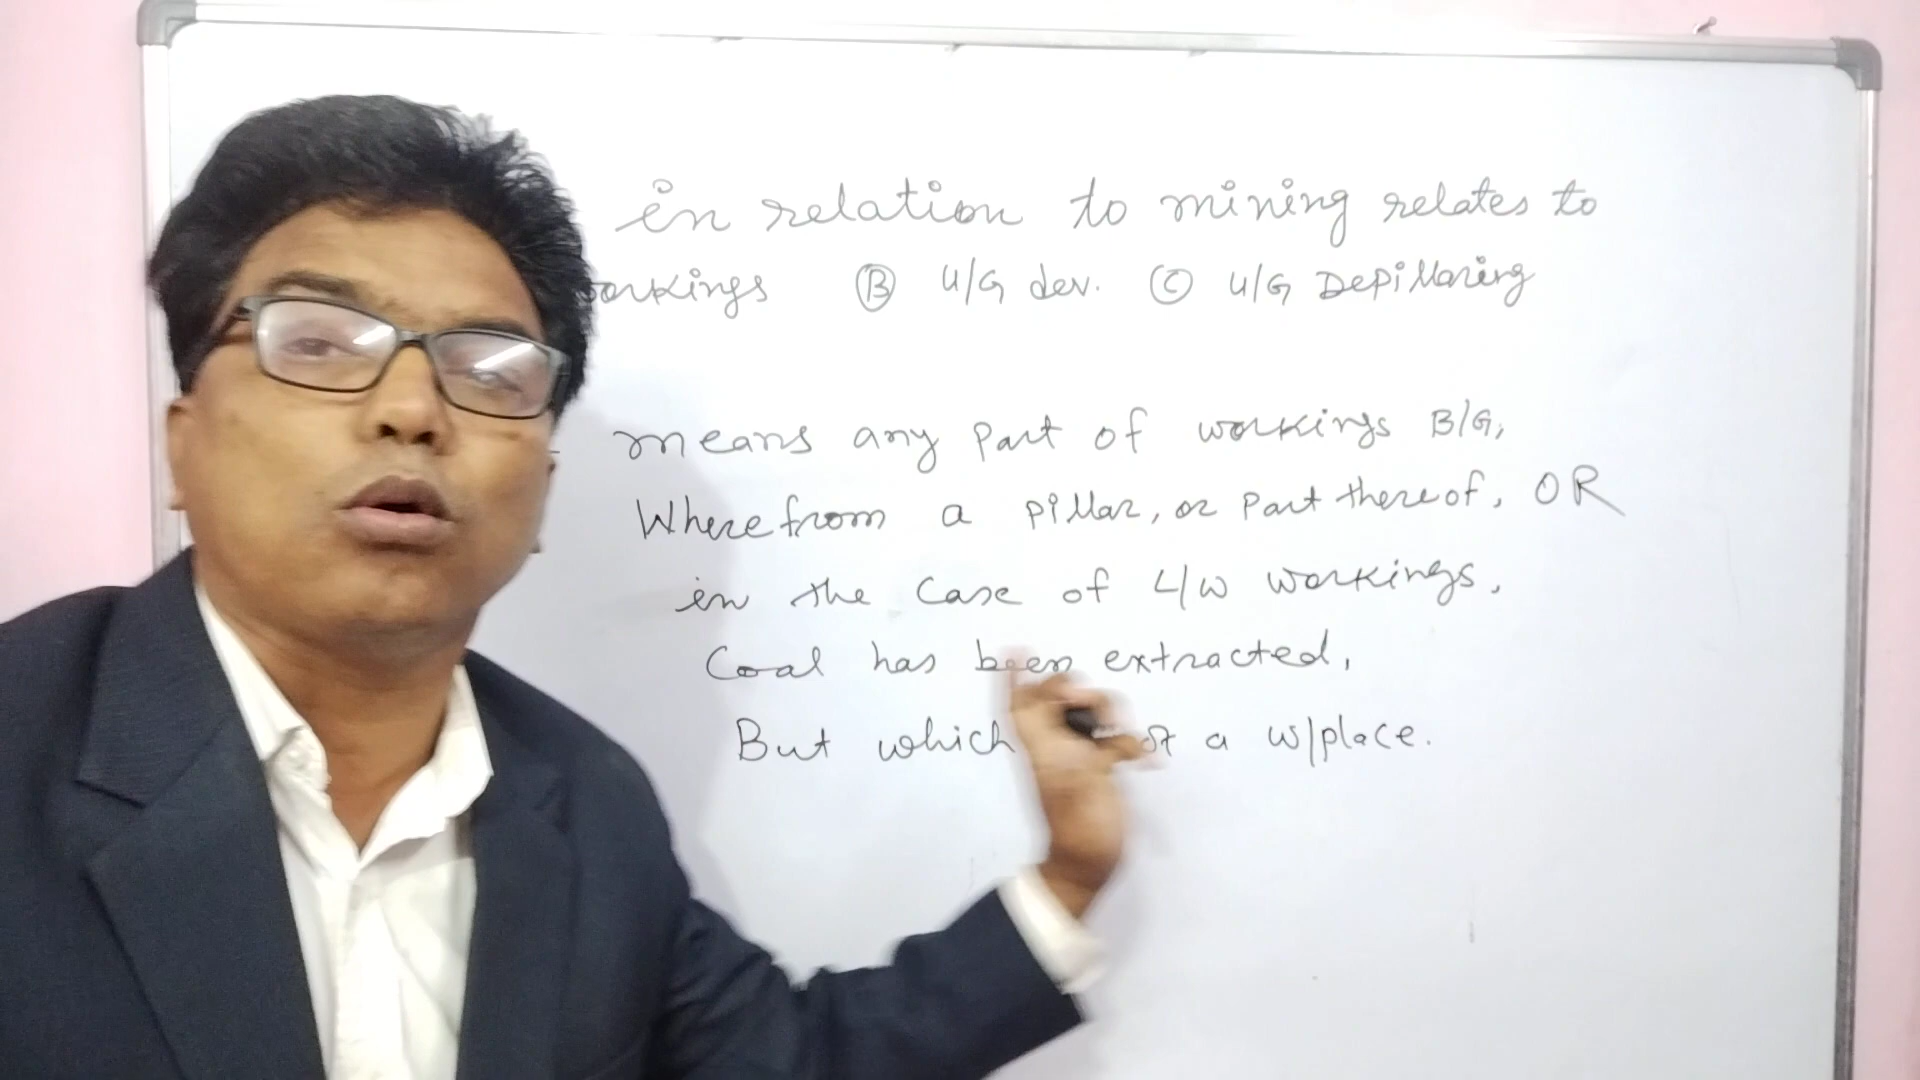 in relation to mining relates to
workings Ⓑ U/G dev. Ⓒ U/G Depillaring
means any part of workings B/G,
Wherefrom a pillar, or part thereof, OR
in the case of L/W workings,
Coal has been extracted,
But which a w/place.